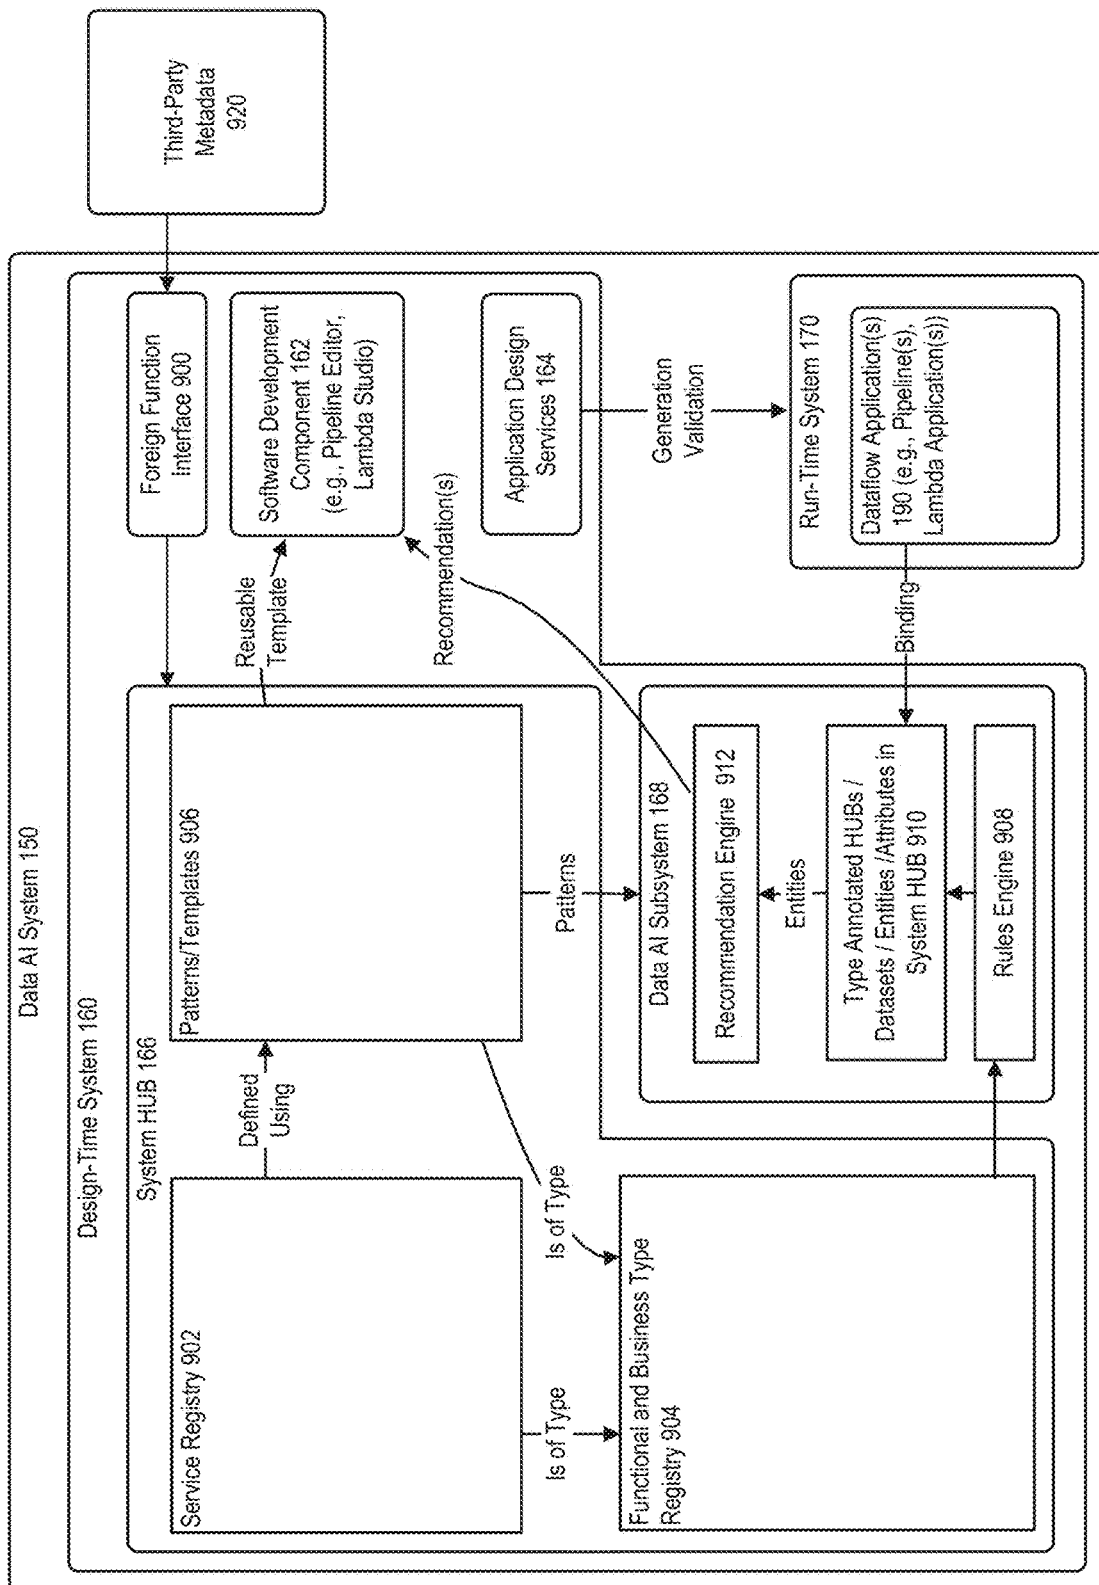 Data AI System 150
Design-Time System 160
System HUB 166
Service Registry 902
Defined
Using
Patterns/Templates 906
Reusable
Template
Foreign Function
Interface 900
Third-Party
Metadata
920
Software Development
Component 162
(e.g., Pipeline Editor,
Lambda Studio)
Recommendation(s)
Application Design
Services 164
Is of Type
Is of Type
Patterns
Functional and Business Type
Registry 904
Data AI Subsystem 168
Recommendation Engine 912
Entities
Type Annotated HUBs /
Datasets / Entities /Attributes in
System HUB 910
Rules Engine 908
Binding
Generation
Validation
Run-Time System 170
Dataflow Application(s)
190 (e.g., Pipeline(s),
Lambda Application(s))